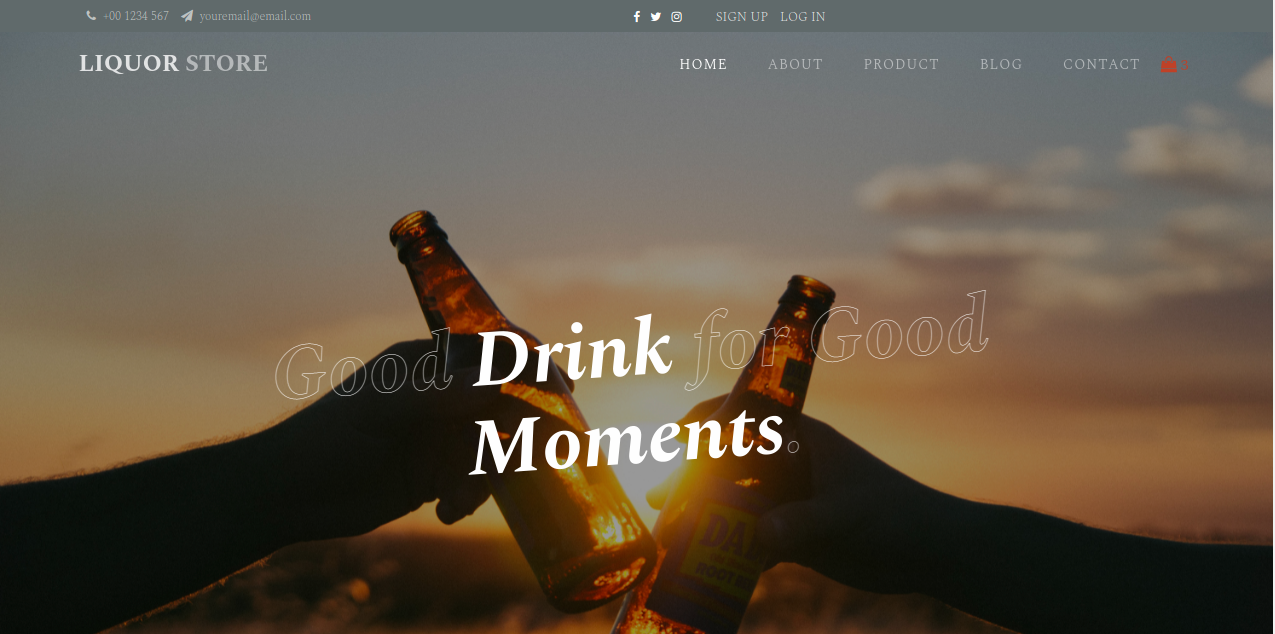 +00 1234 567 youremail@email.com SIGN UP LOG IN
LIQUOR STORE HOME ABOUT PRODUCT BLOG CONTACT
Good Drink for Good
Moments.